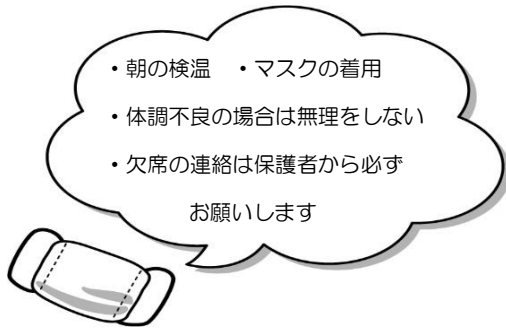 ・朝の検温　・マスクの着用
・体調不良の場合は無理をしない
・欠席の連絡は保護者から必ず
お願いします